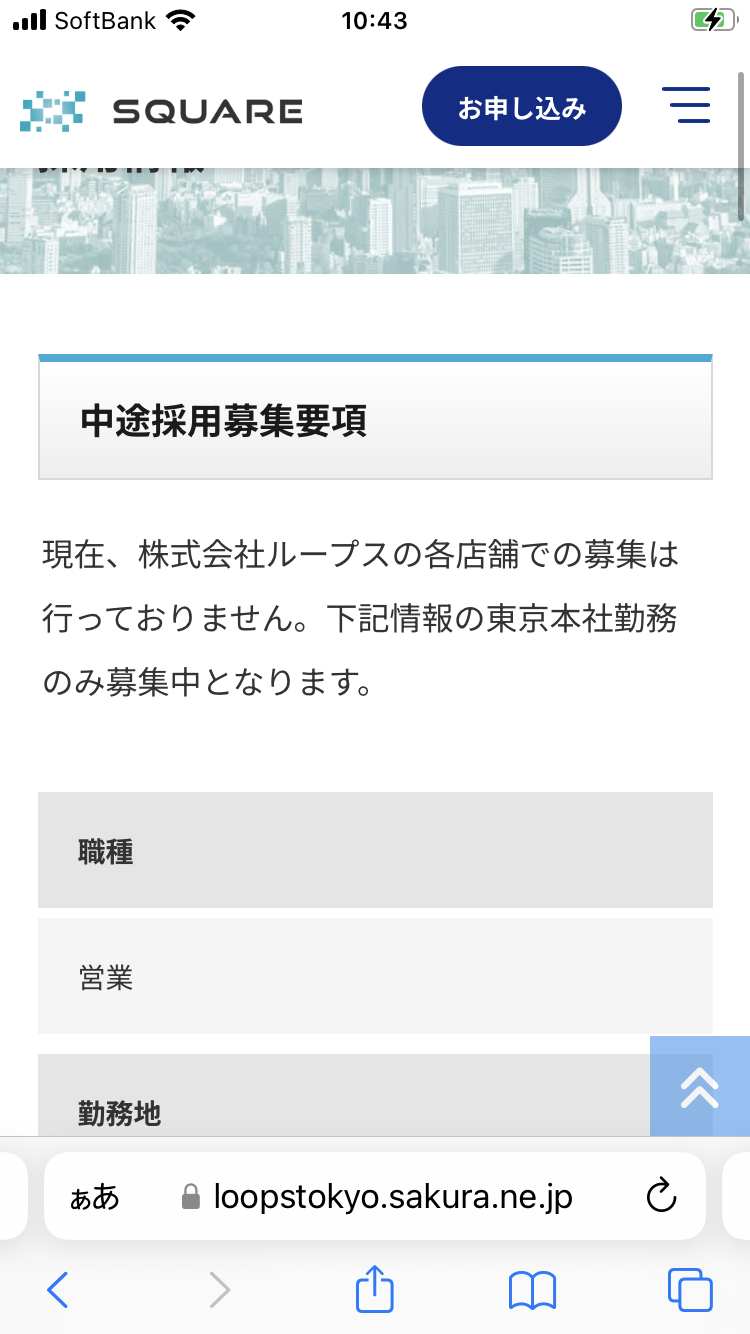 SoftBank
10:43
SQUARE
お申し込み
採用情報
中途採用募集要項
現在、株式会社ループスの各店舗での募集は
行っておりません。下記情報の東京本社勤務
のみ募集中となります。
職種
営業
勤務地
ぁあ
loopstokyo.sakura.ne.jp